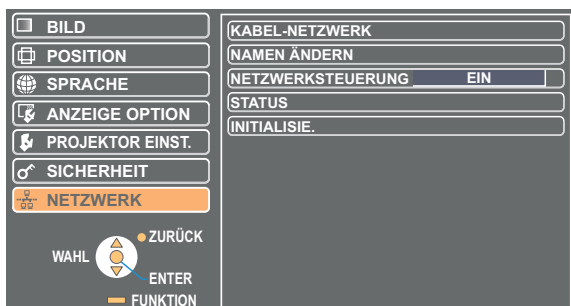 BILD
POSITION
SPRACHE
ANZEIGE OPTION
PROJEKTOR EINST.
SICHERHEIT
NETZWERK
ZURÜCK
WAHL
ENTER
FUNKTION
KABEL-NETZWERK
NAMEN ÄNDERN
NETZWERKSTEUERUNG EIN
STATUS
INITIALISIE.